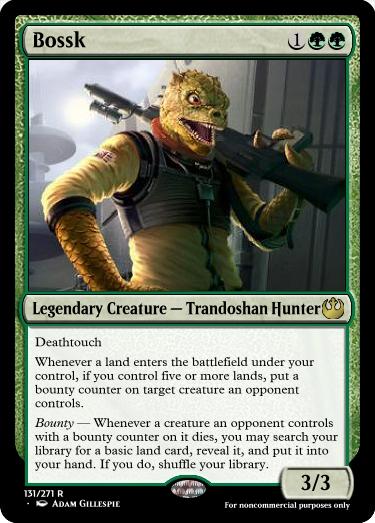 Bossk 1
Legendary Creature — Trandoshan Hunter
Deathtouch
Whenever a land enters the battlefield under your
control, if you control five or more lands, put a
bounty counter on target creature an opponent
controls.
Bounty — Whenever a creature an opponent controls
with a bounty counter on it dies, you may search your
library for a basic land card, reveal it, and put it into
your hand. If you do, shuffle your library.
3/3
131/271 R
Adam Gillespie
For noncommercial purposes only